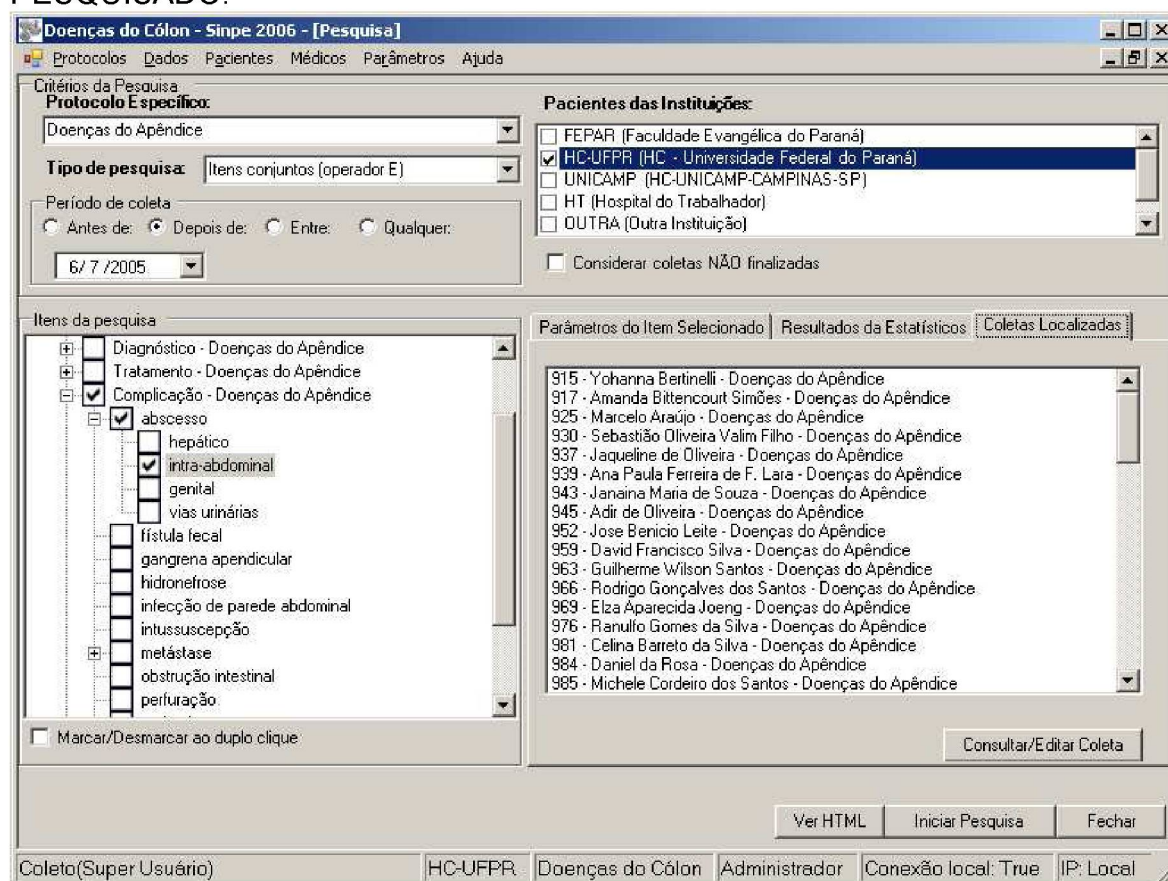 PESQUISADO.
Doenças do Cólon - Sinpe 2006 - [Pesquisa]
Protocolos Dados Pacientes Médicos Parâmetros Ajuda
Critérios da Pesquisa
Protocolo Específico:
Doenças do Apêndice
Tipo de pesquisa: Itens conjuntos (operador E)
Período de coleta
Antes de: Depois de: Entre: Qualquer:
6/ 7 /2005
Pacientes das Instituições:
FEPAR (Faculdade Evangélica do Paraná)
HC-UFPR (HC - Universidade Federal do Paraná)
UNICAMP (HC-UNICAMP-CAMPINAS-SP)
HT (Hospital do Trabalhador)
OUTRA (Outra Instituição)
Considerar coletas NÃO finalizadas
Itens da pesquisa
Diagnóstico - Doenças do Apêndice
Tratamento - Doenças do Apêndice
Complicação - Doenças do Apêndice
abscesso
hepático
intra-abdominal
genital
vias urinárias
fístula fecal
gangrena apendicular
hidronefrose
infecção de parede abdominal
intussuscepção
metástase
obstrução intestinal
perfuração
Marcar/Desmarcar ao duplo clique
Parâmetros do Item Selecionado Resultados da Estatísticos Coletas Localizadas
915 - Yohanna Bertinelli - Doenças do Apêndice
917 - Amanda Bittencourt Simões - Doenças do Apêndice
925 - Marcelo Araújo - Doenças do Apêndice
930 - Sebastião Oliveira Valim Filho - Doenças do Apêndice
937 - Jaqueline de Oliveira - Doenças do Apêndice
939 - Ana Paula Ferreira de F. Lara - Doenças do Apêndice
943 - Janaina Maria de Souza - Doenças do Apêndice
945 - Adir de Oliveira - Doenças do Apêndice
952 - Jose Benicio Leite - Doenças do Apêndice
959 - David Francisco Silva - Doenças do Apêndice
963 - Guilherme Wilson Santos - Doenças do Apêndice
966 - Rodrigo Gonçalves dos Santos - Doenças do Apêndice
969 - Elza Aparecida Joeng - Doenças do Apêndice
976 - Ranulfo Gomes da Silva - Doenças do Apêndice
981 - Celina Barreto da Silva - Doenças do Apêndice
984 - Daniel da Rosa - Doenças do Apêndice
985 - Michele Cordeiro dos Santos - Doenças do Apêndice
Consultar/Editar Coleta
Ver HTML Iniciar Pesquisa Fechar
Coleto(Super Usuário) HC-UFPR Doenças do Cólon Administrador Conexão local: True IP: Local